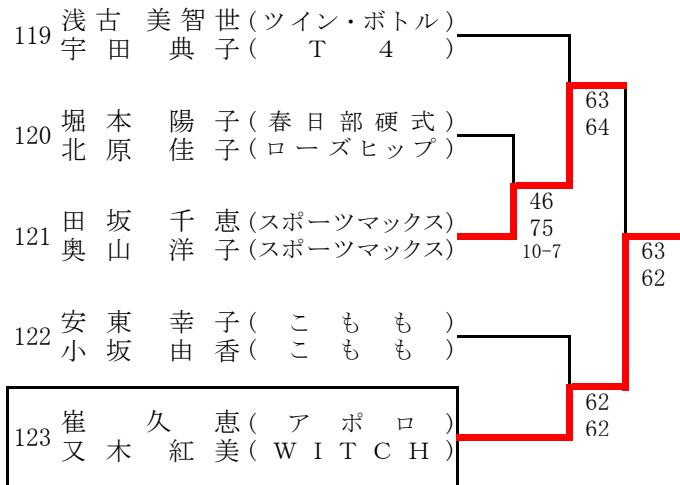 119 浅古 美智世(ツイン・ボトル)
宇田 典子(T4)
120 堀本 陽子(春日部硬式)
北原 佳子(ローズヒップ)
121 田坂 千恵(スポーツマックス)
奥山 洋子(スポーツマックス)
122 安東 幸子(こもも)
小坂 由香(こもも)
123 崔 久恵(アポロ)
又木 紅美(WITCH)
63
64
46
75
10-7
63
62
62
62